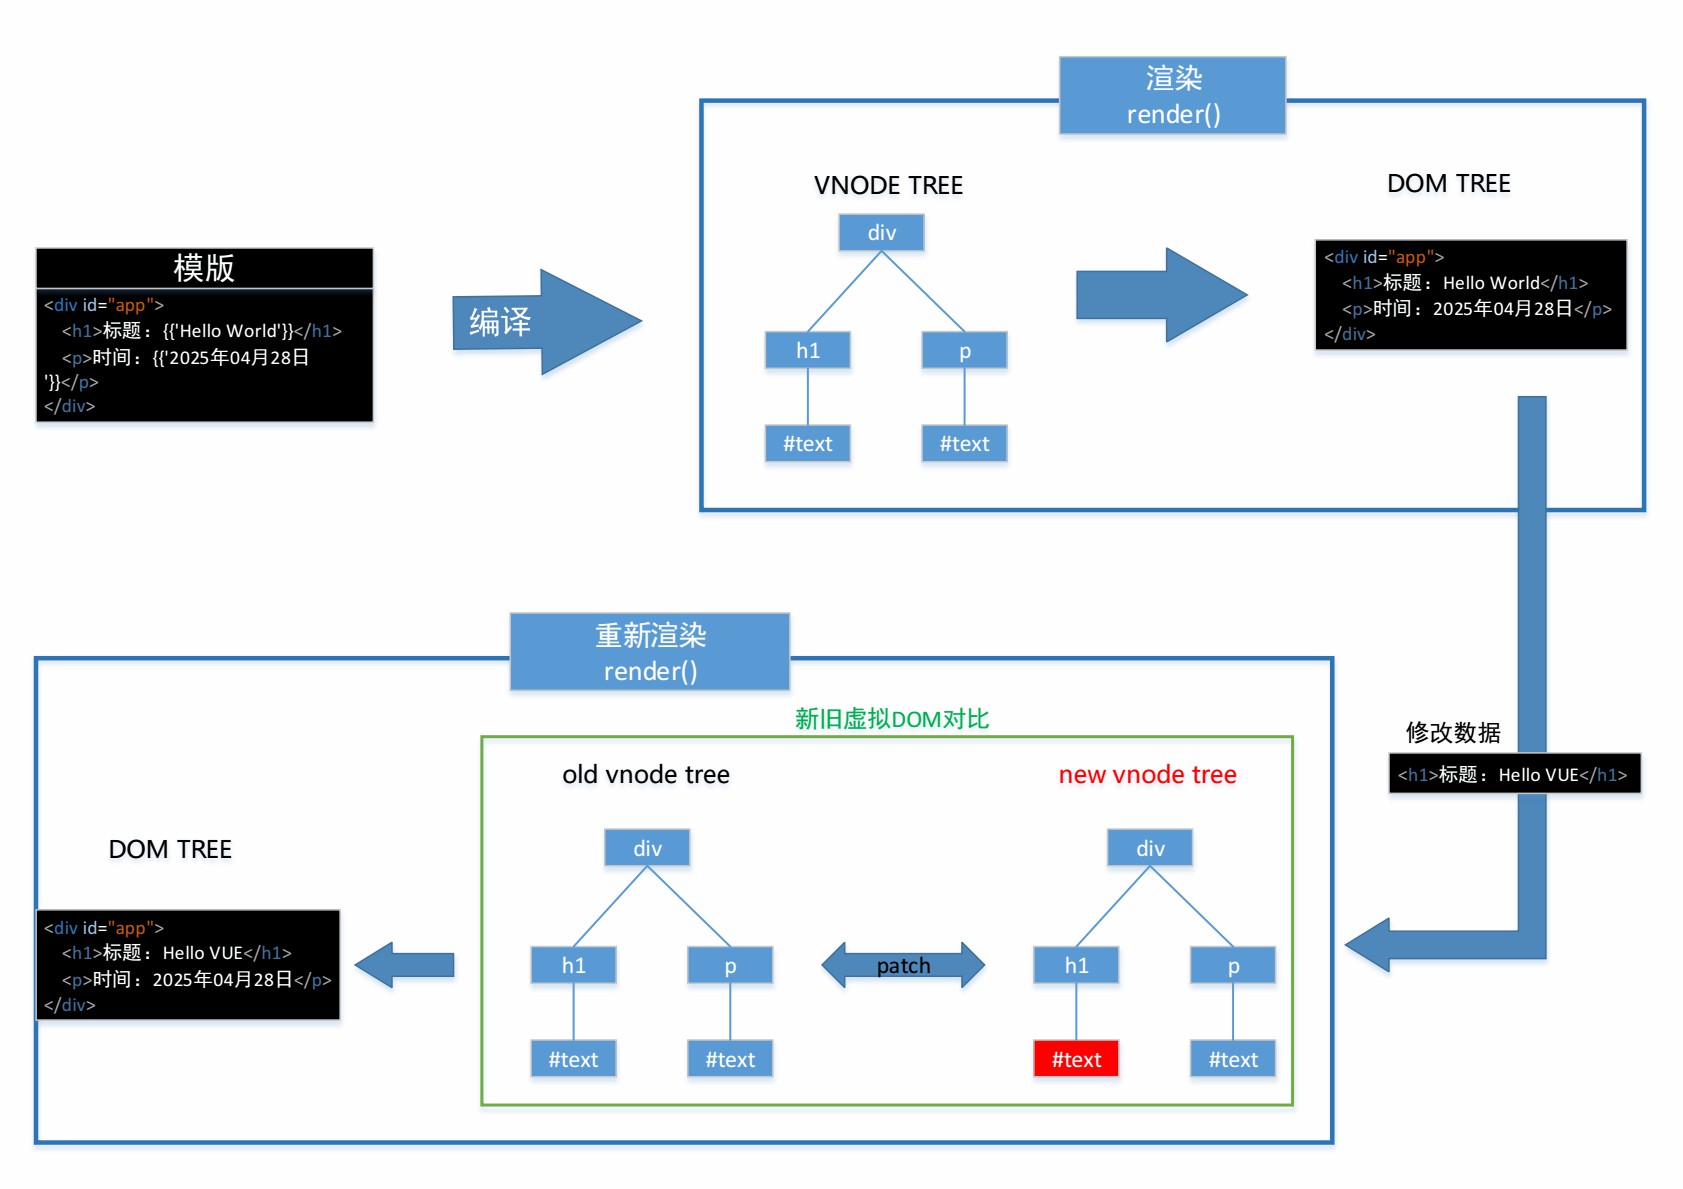 渲染
render()
VNODE TREE
DOM TREE
div
h1
p
#text
#text
<div id="app">
<h1>标题：Hello World</h1>
<p>时间：2025年04月28日</p>
</div>
模版
<div id="app">
<h1>标题：{{'Hello World'}}</h1>
<p>时间：{{'2025年04月28日
'}}</p>
</div>
编译
修改数据
<h1>标题：Hello VUE</h1>
重新渲染
render()
新旧虚拟DOM对比
old vnode tree
new vnode tree
div
h1
p
#text
#text
patch
div
h1
p
#text
#text
DOM TREE
<div id="app">
<h1>标题：Hello VUE</h1>
<p>时间：2025年04月28日</p>
</div>